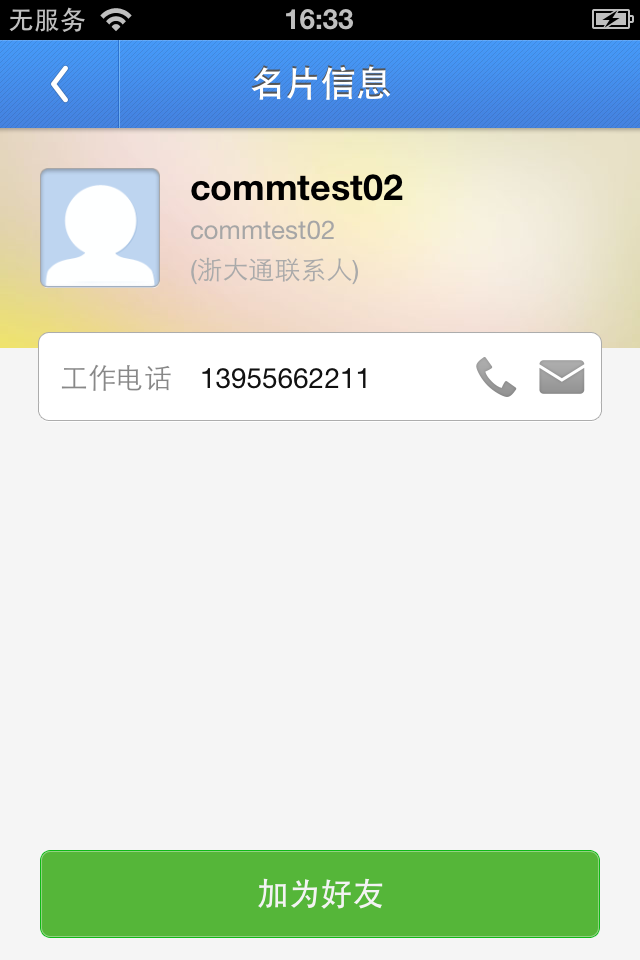 无服务 16:33
名片信息
commtest02
commtest02
(浙大通联系人)
工作电话 13955662211
加为好友